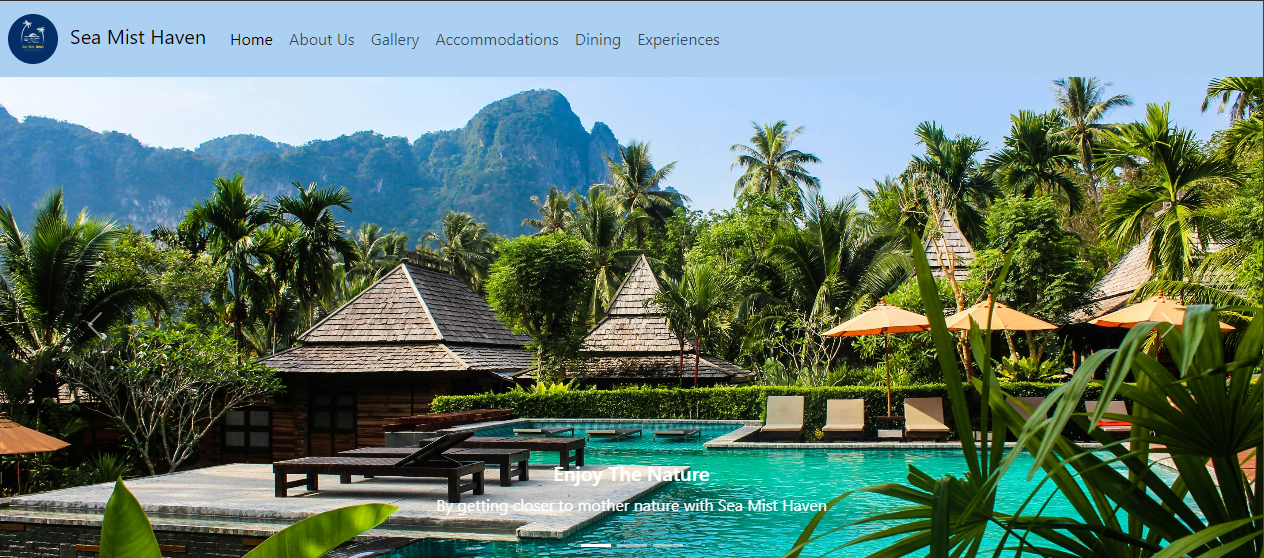 Sea Mist Haven
Home About Us Gallery Accommodations Dining Experiences
Enjoy The Nature
By getting closer to mother nature with Sea Mist Haven